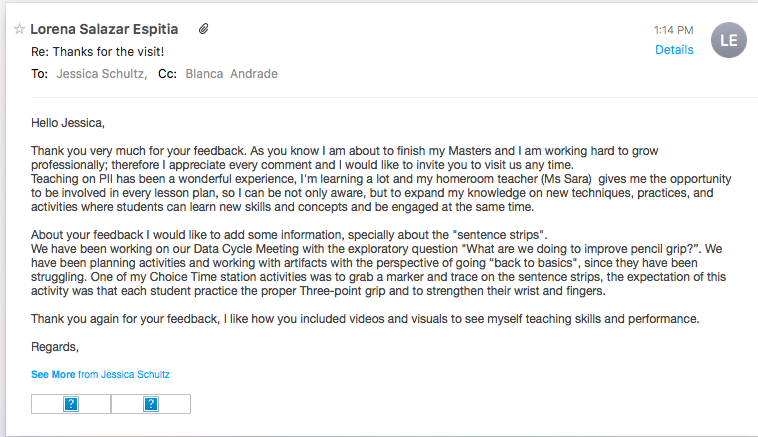 Lorena Salazar Espitia
1:14 PM
LE
Re: Thanks for the visit!
Details
To: Jessica Schultz, Cc: Blanca Andrade
Hello Jessica,
Thank you very much for your feedback. As you know I am about to finish my Masters and I am working hard to grow
professionally; therefore I appreciate every comment and I would like to invite you to visit us any time.
Teaching on PII has been a wonderful experience, I'm learning a lot and my homeroom teacher (Ms Sara) gives me the opportunity
to be involved in every lesson plan, so I can be not only aware, but to expand my knowledge on new techniques, practices, and
activities where students can learn new skills and concepts and be engaged at the same time.
About your feedback I would like to add some information, specially about the "sentence strips".
We have been working on our Data Cycle Meeting with the exploratory question "What are we doing to improve pencil grip?". We
have been planning activities and working with artifacts with the perspective of going “back to basics", since they have been
struggling. One of my Choice Time station activities was to grab a marker and trace on the sentence strips, the expectation of this
activity was that each student practice the proper Three-point grip and to strengthen their wrist and fingers.
Thank you again for your feedback, I like how you included videos and visuals to see myself teaching skills and performance.
Regards,
See More from Jessica Schultz
? ?